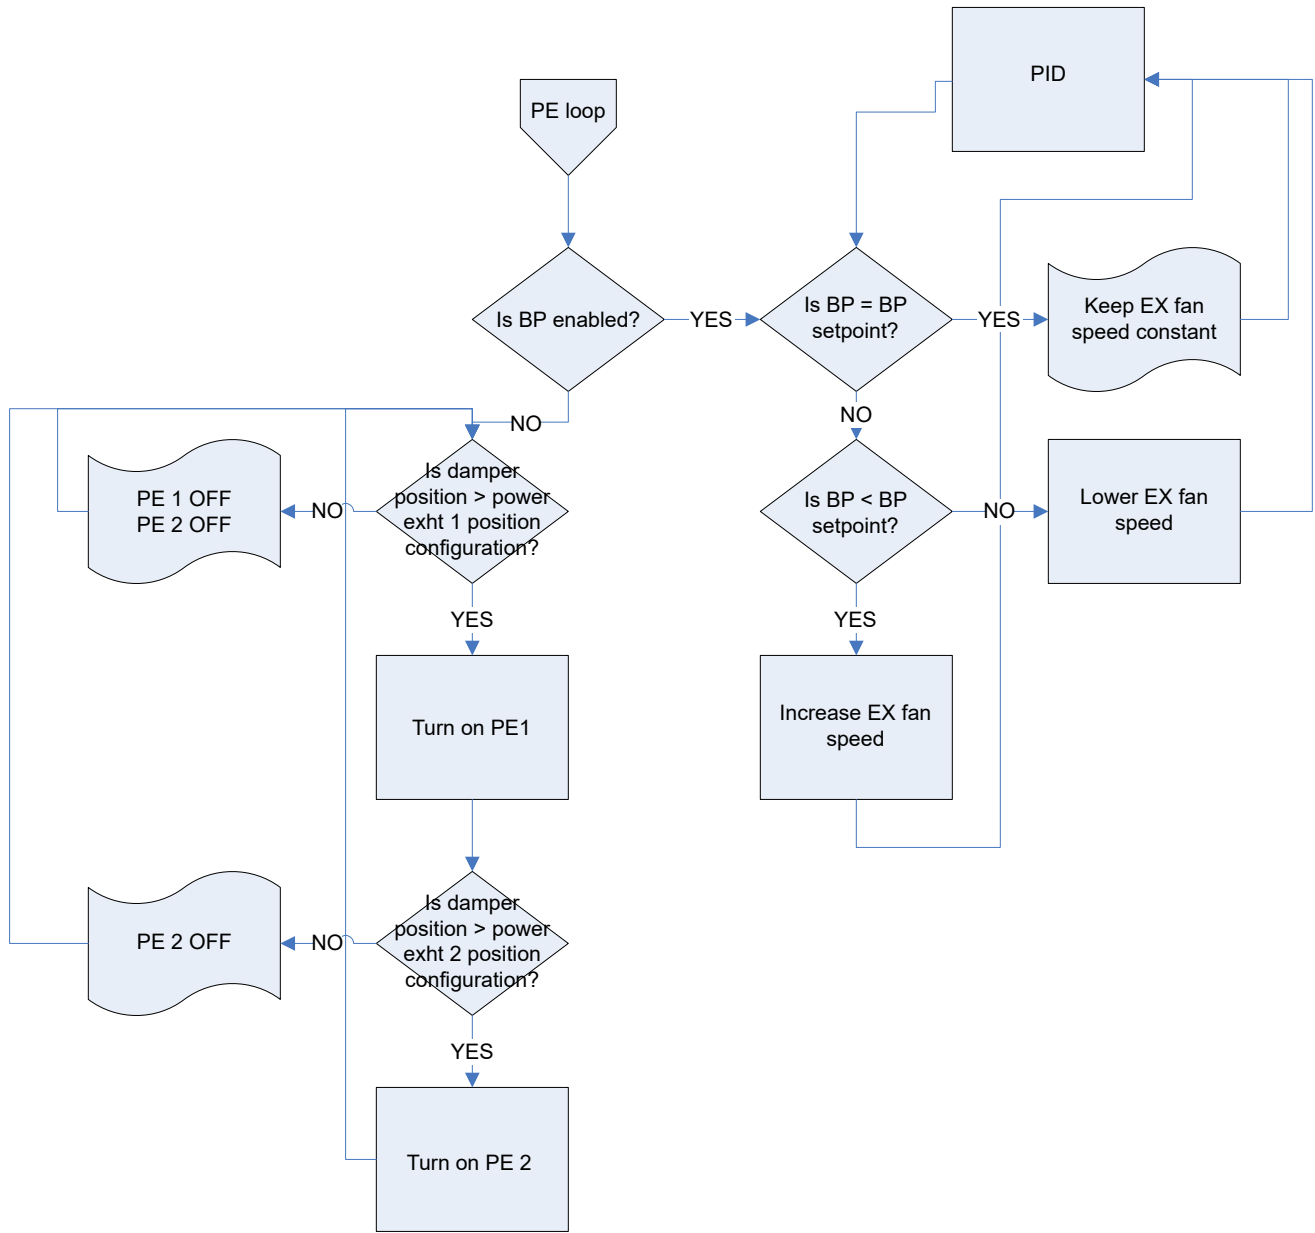 PID
PE loop
Is BP enabled?
YES
Is BP = BP
setpoint?
YES
Keep EX fan
speed constant
NO
NO
Is damper
position > power
exht 1 position
configuration?
NO
PE 1 OFF
PE 2 OFF
Is BP < BP
setpoint?
NO
Lower EX fan
speed
YES
YES
Turn on PE1
Increase EX fan
speed
Is damper
position > power
exht 2 position
configuration?
NO
PE 2 OFF
YES
Turn on PE 2